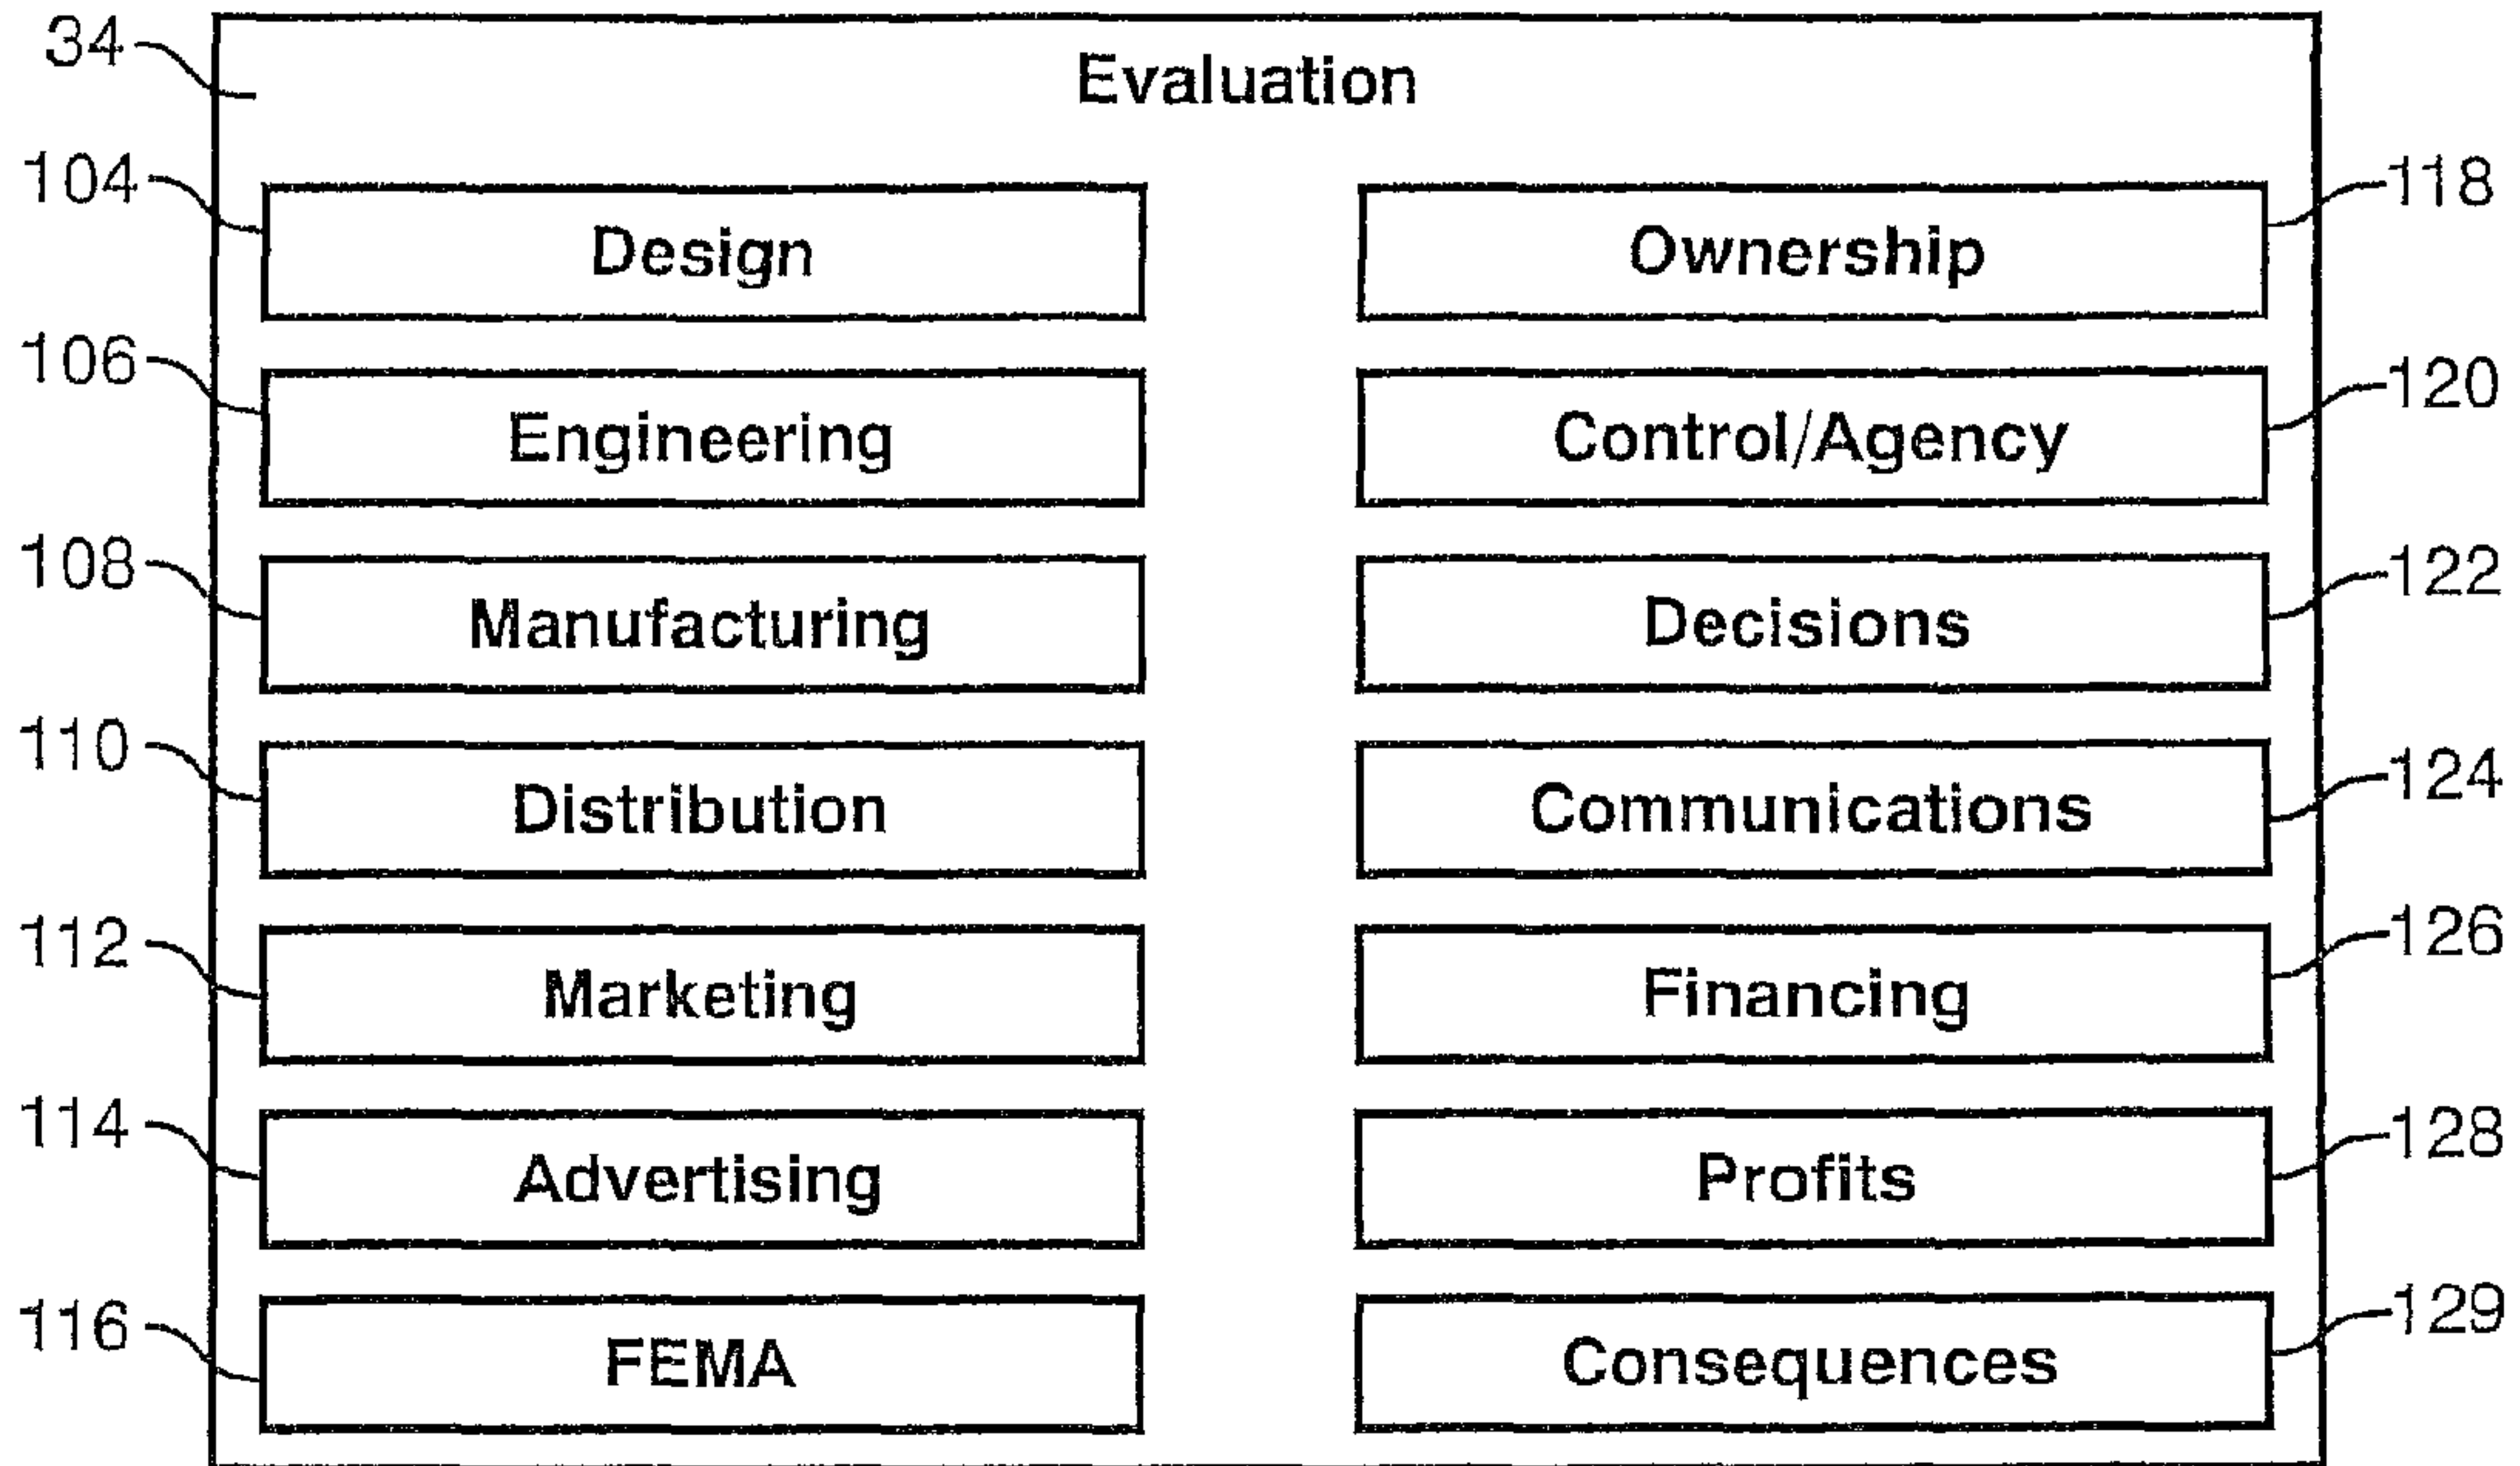 34
Evaluation
104
Design
118
Ownership
106
Engineering
120
Control/Agency
108
Manufacturing
122
Decisions
110
Distribution
124
Communications
112
Marketing
126
Financing
114
Advertising
128
Profits
116
FEMA
129
Consequences